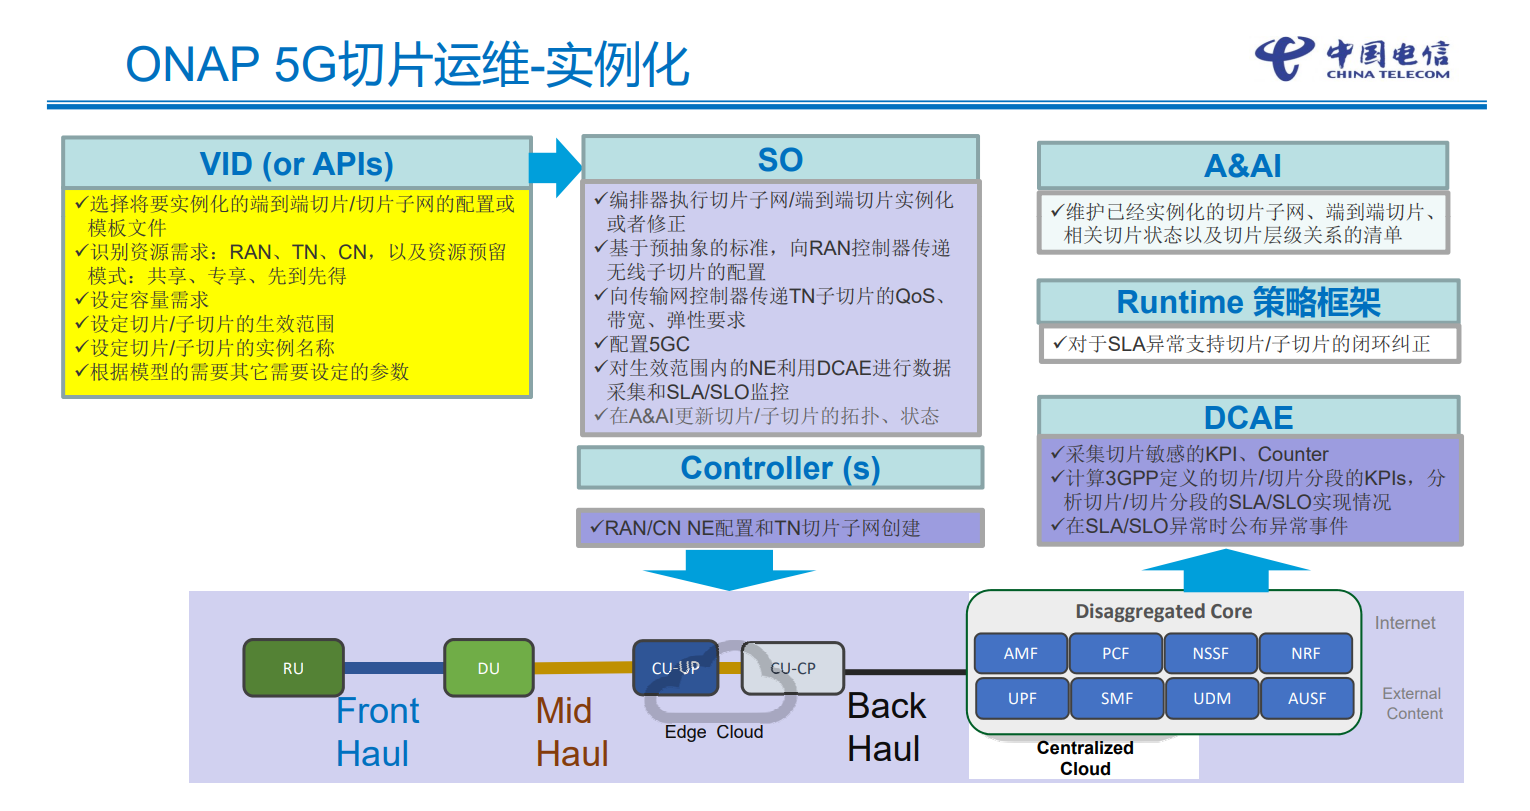 ONAP 5G切片运维-实例化
中国电信
CHINA TELECOM
VID (or APIs)
✓选择将要实例化的端到端切片/切片子网的配置或
模板文件
✓识别资源需求：RAN、TN、CN，以及资源预留
模式：共享、专享、先到先得
✓设定容量需求
✓设定切片/子切片的生效范围
✓设定切片/子切片的实例名称
✓根据模型的需要其它需要设定的参数
SO
✓编排器执行切片子网/端到端切片实例化
或者修正
✓基于预抽象的标准，向RAN控制器传递
无线子切片的配置
✓向传输网控制器传递TN子切片的QoS、
带宽、弹性要求
✓配置5GC
✓对生效范围内的NE利用DCAE进行数据
采集和SLA/SLO监控
✓在A&AI更新切片/子切片的拓扑、状态
Controller (s)
✓RAN/CN NE配置和TN切片子网创建
A&AI
✓维护已经实例化的切片子网、端到端切片、
相关切片状态以及切片层级关系的清单
Runtime 策略框架
✓对于SLA异常支持切片/子切片的闭环纠正
DCAE
✓采集切片敏感的KPI、Counter
✓计算3GPP定义的切片/切片分段的KPIs，分
析切片/切片分段的SLA/SLO实现情况
✓在SLA/SLO异常时公布异常事件
RU
DU
CU-UP
CU-CP
Front
Haul
Mid
Haul
Edge Cloud
Back
Haul
Disaggregated Core
AMF
PCF
NSSF
NRF
UPF
SMF
UDM
AUSF
Centralized
Cloud
Internet
External
Content